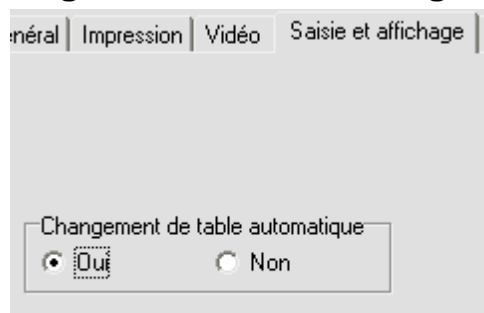 énéral Impression Vidéo Saisie et affichage
Changement de table automatique
Oui Non